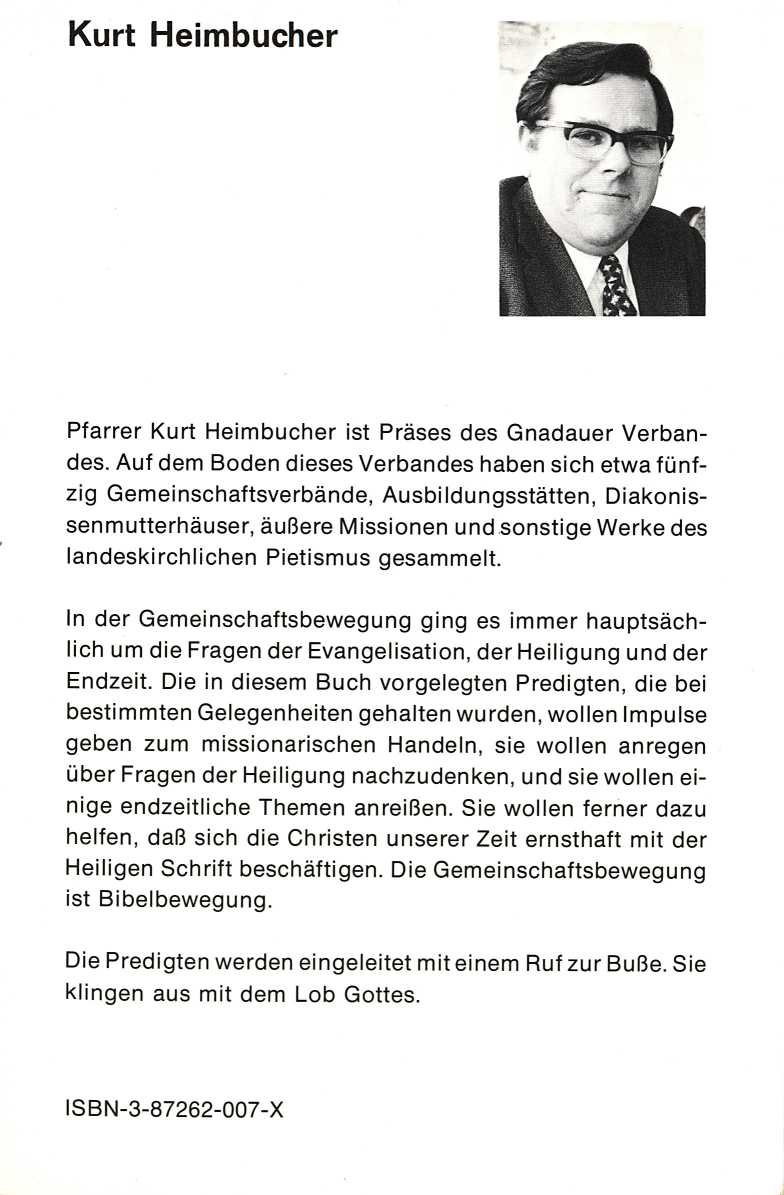 Kurt Heimbucher
Pfarrer Kurt Heimbucher ist Präses des Gnadauer Verban-
des. Auf dem Boden dieses Verbandes haben sich etwa fünf-
zig Gemeinschaftsverbände, Ausbildungsstätten, Diakonis-
senmutterhäuser, äußere Missionen und sonstige Werke des
landeskirchlichen Pietismus gesammelt.
In der Gemeinschaftsbewegung ging es immer hauptsäch-
lich um die Fragen der Evangelisation, der Heiligung und der
Endzeit. Die in diesem Buch vorgelegten Predigten, die bei
bestimmten Gelegenheiten gehalten wurden, wollen Impulse
geben zum missionarischen Handeln, sie wollen anregen
über Fragen der Heiligung nachzudenken, und sie wollen ei-
nige endzeitliche Themen anreißen. Sie wollen ferner dazu
helfen, daß sich die Christen unserer Zeit ernsthaft mit der
Heiligen Schrift beschäftigen. Die Gemeinschaftsbewegung
ist Bibelbewegung.
Die Predigten werden eingeleitet mit einem Ruf zur Buße. Sie
klingen aus mit dem Lob Gottes.
ISBN-3-87262-007-X